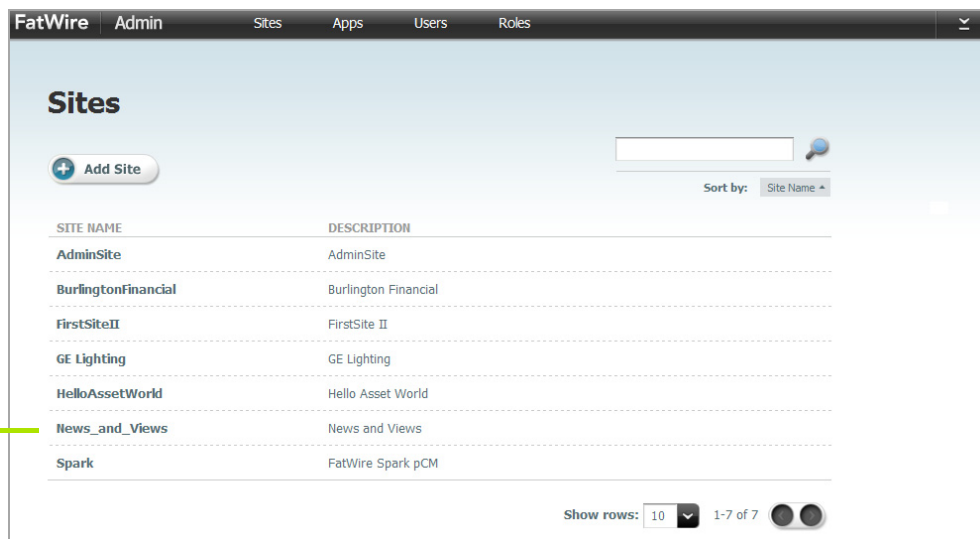 FatWire Admin Sites Apps Users Roles
Sites
Add Site
Sort by: Site Name
SITE NAME DESCRIPTION
AdminSite AdminSite
BurlingtonFinancial Burlington Financial
FirstSiteII FirstSite II
GE Lighting GE Lighting
HelloAssetWorld Hello Asset World
News_and_Views News and Views
Spark FatWire Spark pCM
Show rows: 10 1-7 of 7